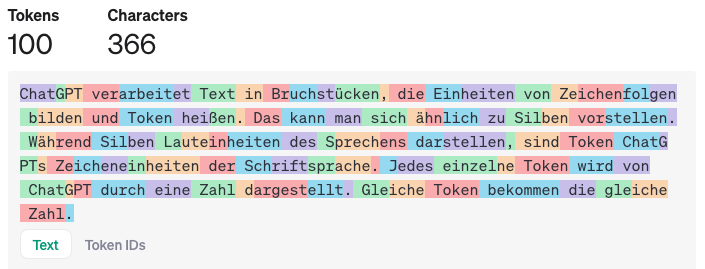 Tokens Characters
100 366
ChatGPT verarbeitet Text in Bruchstücken, die Einheiten von Zeichenfolgen
bilden und Token heißen. Das kann man sich ähnlich zu Silben vorstellen.
Während Silben Lauteinheiten des Sprechens darstellen, sind Token ChatG
PTs Zeicheneinheiten der Schriftsprache. Jedes einzelne Token wird von
ChatGPT durch eine Zahl dargestellt. Gleiche Token bekommen die gleiche
Zahl.
Text Token IDs